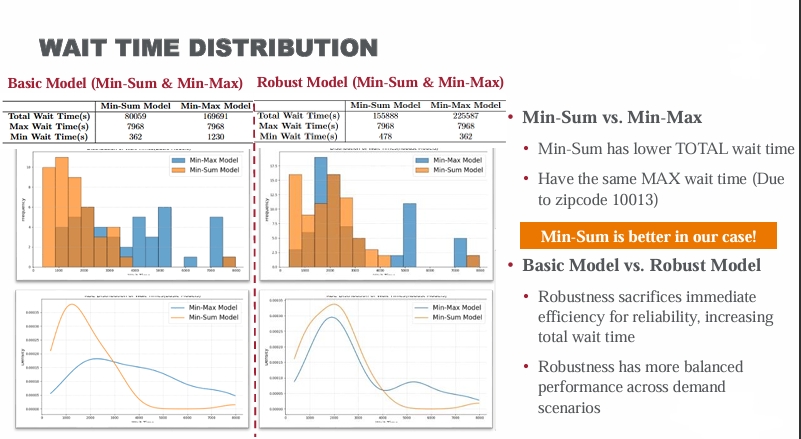 WAIT TIME DISTRIBUTION
Basic Model (Min-Sum & Min-Max)
Min-Sum Model Min-Max Model
Total Wait Time(s) 80059 169691
Max Wait Time(s) 7968 7968
Min Wait Time(s) 362 1230
Min-Max Model
Min-Sum Model
Frequency
Min-Max Model
Min-Sum Model
Density
Robust Model (Min-Sum & Min-Max)
Min-Sum Model Min-Max Model
Total Wait Time(s) 155888 225587
Max Wait Time(s) 7968 7968
Min Wait Time(s) 478 362
Min-Max Model
Min-Sum Model
Frequency
Min-Max Model
Min-Sum Model
Density
• Min-Sum vs. Min-Max
• Min-Sum has lower TOTAL wait time
• Have the same MAX wait time (Due
to zipcode 10013)
Min-Sum is better in our case!
• Basic Model vs. Robust Model
• Robustness sacrifices immediate
efficiency for reliability, increasing
total wait time
• Robustness has more balanced
performance across demand
scenarios